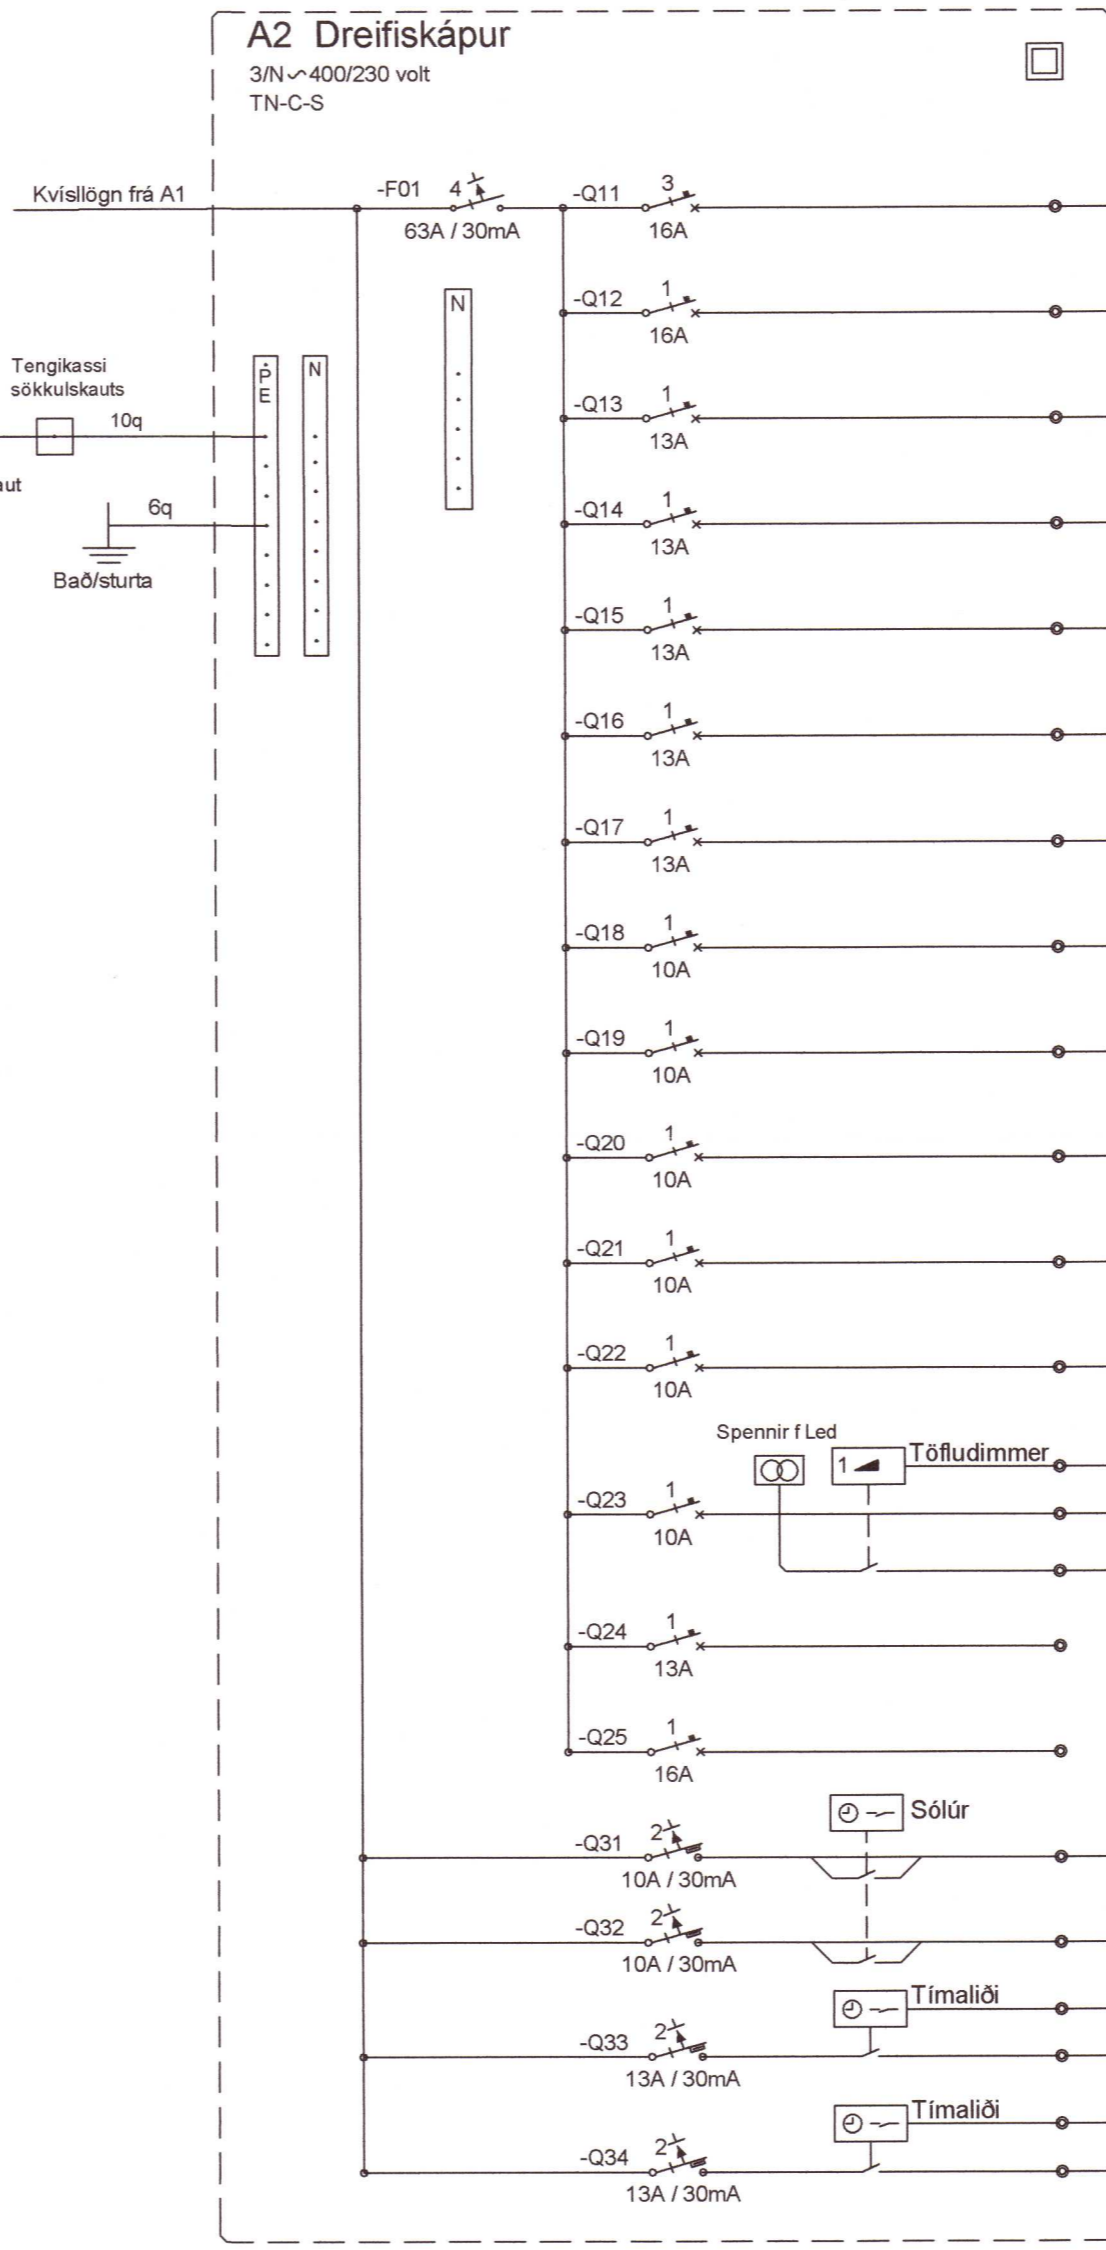 A2 Dreifiskápur
3/N ~ 400/230 volt
TN-C-S
Kvísllögn frá A1
-F01
4
63A / 30mA
-Q11
3
16A
N
-Q12
1
16A
Tengikassi
sökkulskauts
10q
PE
N
-Q13
1
13A
aut
6q
Bað/sturta
-Q14
1
13A
-Q15
1
13A
-Q16
1
13A
-Q17
1
13A
-Q18
1
10A
-Q19
1
10A
-Q20
1
10A
-Q21
1
10A
-Q22
1
10A
Spennir f Led
1
Töfludimmer
-Q23
1
10A
-Q24
1
13A
-Q25
1
16A
Sólúr
-Q31
2
10A / 30mA
-Q32
2
10A / 30mA
Tímaliði
-Q33
2
13A / 30mA
Tímaliði
-Q34
2
13A / 30mA